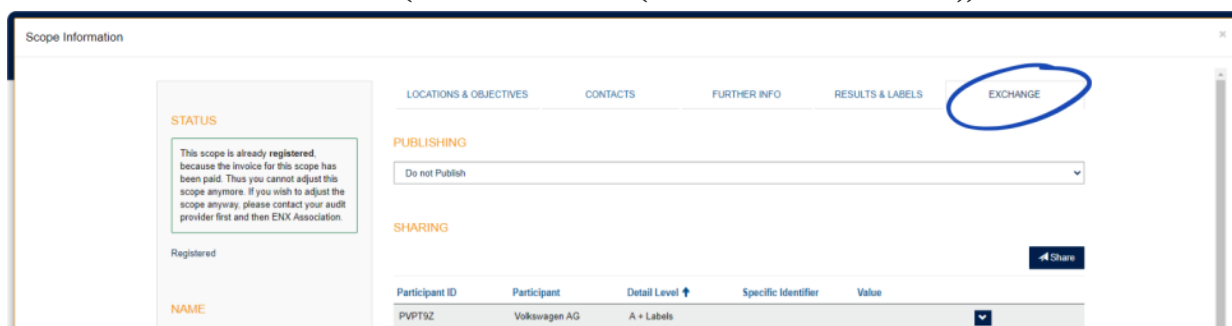 Scope Information
×
LOCATIONS & OBJECTIVES CONTACTS FURTHER INFO RESULTS & LABELS EXCHANGE
STATUS
This scope is already registered,
because the invoice for this scope has
been paid. Thus you cannot adjust this
scope anymore. If you wish to adjust the
scope anyway, please contact your audit
provider first and then ENX Association.
Registered
NAME
PUBLISHING
Do not Publish
SHARING
Share
Participant ID Participant Detail Level Specific Identifier Value
PVPT9Z Volkswagen AG A + Labels